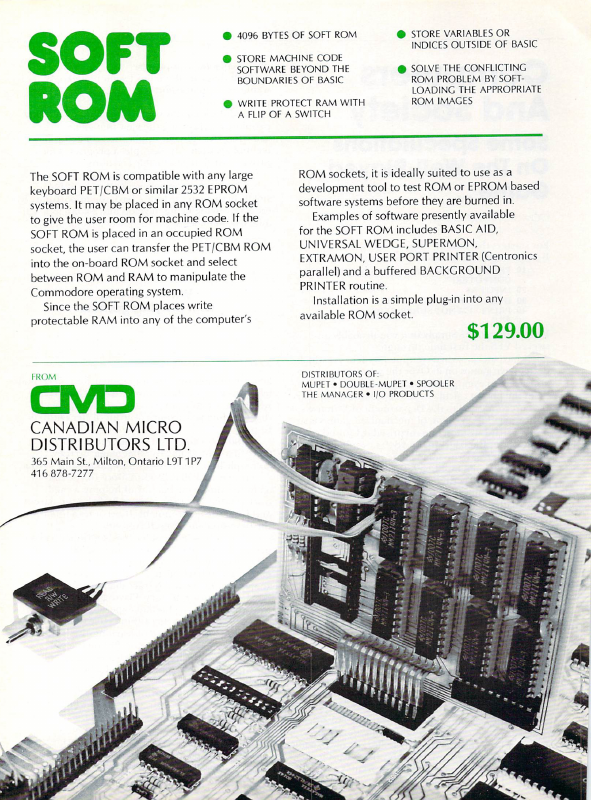 SOFT
ROM
4096 BYTES OF SOFT ROM
STORE MACHINE CODE
SOFTWARE BEYOND THE
BOUNDARIES OF BASIC
WRITE PROTECT RAM WITH
A FLIP OF A SWITCH
STORE VARIABLES OR
INDICES OUTSIDE OF BASIC
SOLVE THE CONFLICTING
ROM PROBLEM BY SOFT-
LOADING THE APPROPRIATE
ROM IMAGES
The SOFT ROM is compatible with any large
keyboard PET/CBM or similar 2532 EPROM
systems. It may be placed in any ROM socket
to give the user room for machine code. If the
SOFT ROM is placed in an occupied ROM
socket, the user can transfer the PET/CBM ROM
into the on-board ROM socket and select
between ROM and RAM to manipulate the
Commodore operating system.
Since the SOFT ROM places write
protectable RAM into any of the computer's
ROM sockets, it is ideally suited to use as a
development tool to test ROM or EPROM based
software systems before they are burned in.
Examples of software presently available
for the SOFT ROM includes BASIC AID,
UNIVERSAL WEDGE, SUPERMON,
EXTRAMON, USER PORT PRINTER (Centronics
parallel) and a buffered BACKGROUND
PRINTER routine.
Installation is a simple plug-in into any
available ROM socket.
$129.00
FROM
CMD
CANADIAN MICRO
DISTRIBUTORS LTD.
365 Main St., Milton, Ontario L9T 1P7
416 878-7277
DISTRIBUTORS OF:
MUPET • DOUBLE-MUPET • SPOOLER
THE MANAGER • I/O PRODUCTS
READ
R/W
WRITE